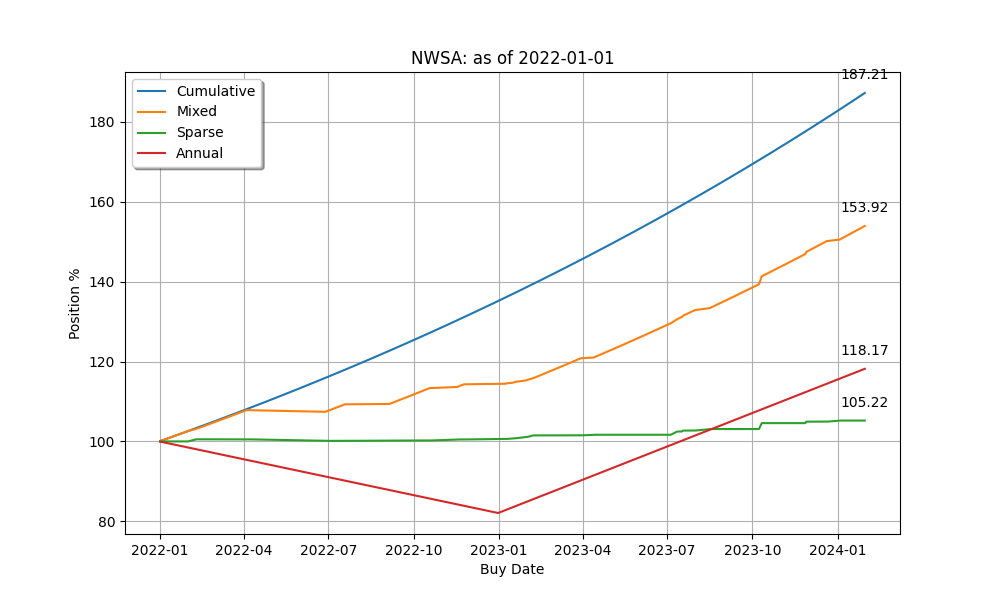 NWSA: as of 2022-01-01
187.21
Cumulative
Mixed
Sparse
Annual
180
160
153.92
140
120
118.17
105.22
100
80
Position %
2022-01 2022-04 2022-07 2022-10 2023-01 2023-04 2023-07 2023-10 2024-01
Buy Date